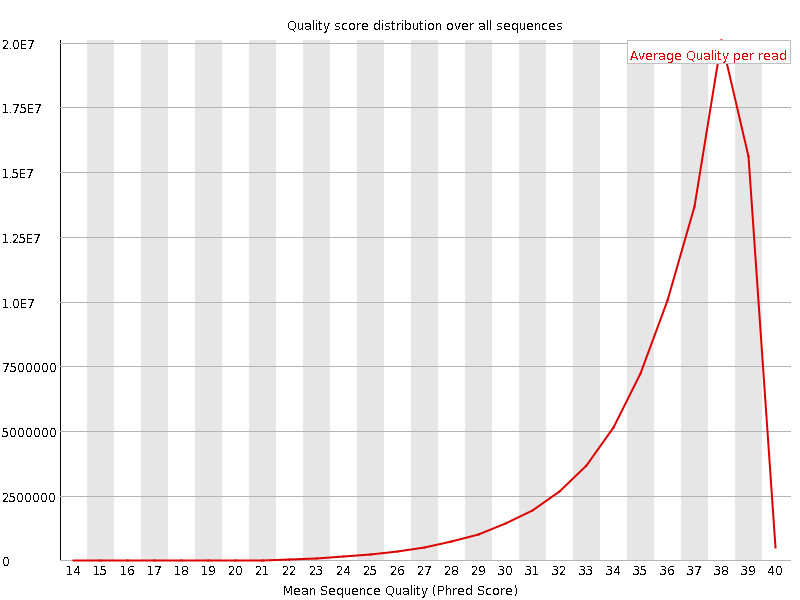 Quality score distribution over all sequences
2.0E7
Average Quality per read
1.75E7
1.5E7
1.25E7
1.0E7
7500000
5000000
2500000
0
14 15 16 17 18 19 20 21 22 23 24 25 26 27 28 29 30 31 32 33 34 35 36 37 38 39 40
Mean Sequence Quality (Phred Score)